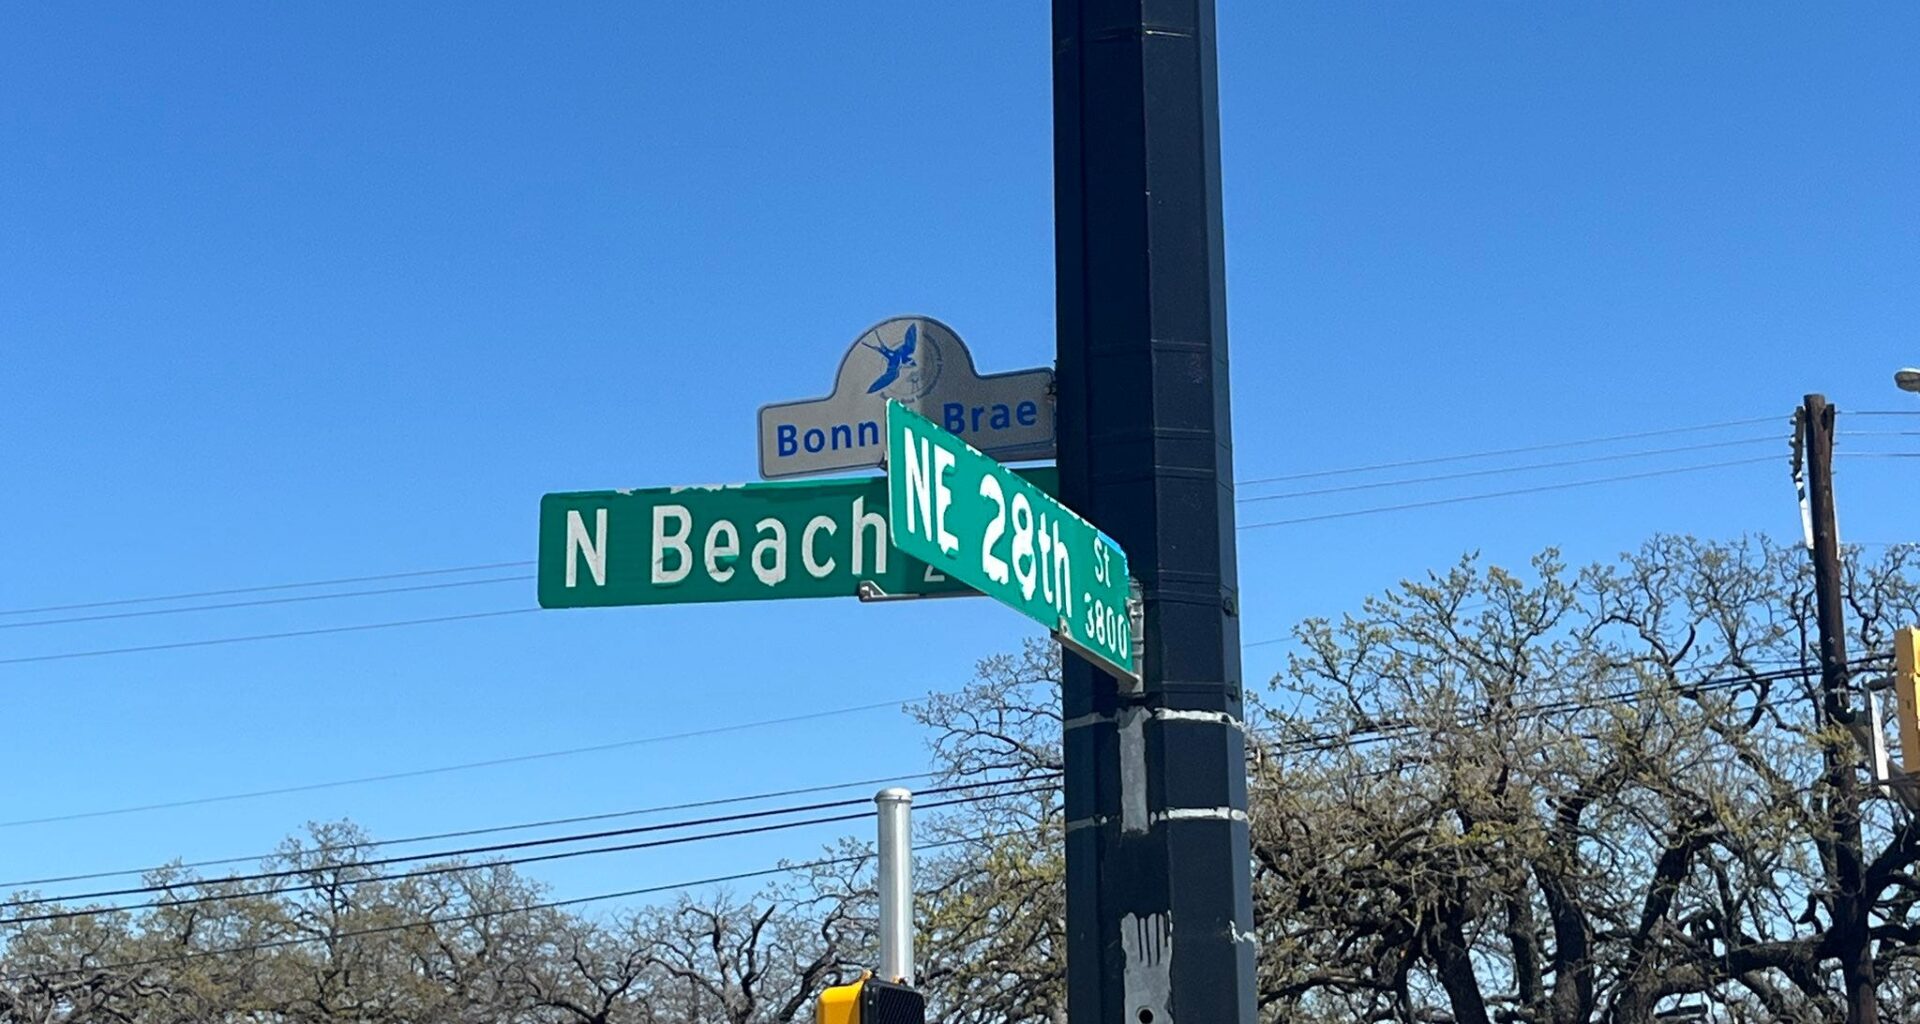 Bonn Brae
N Beach
NE 28th St
3800